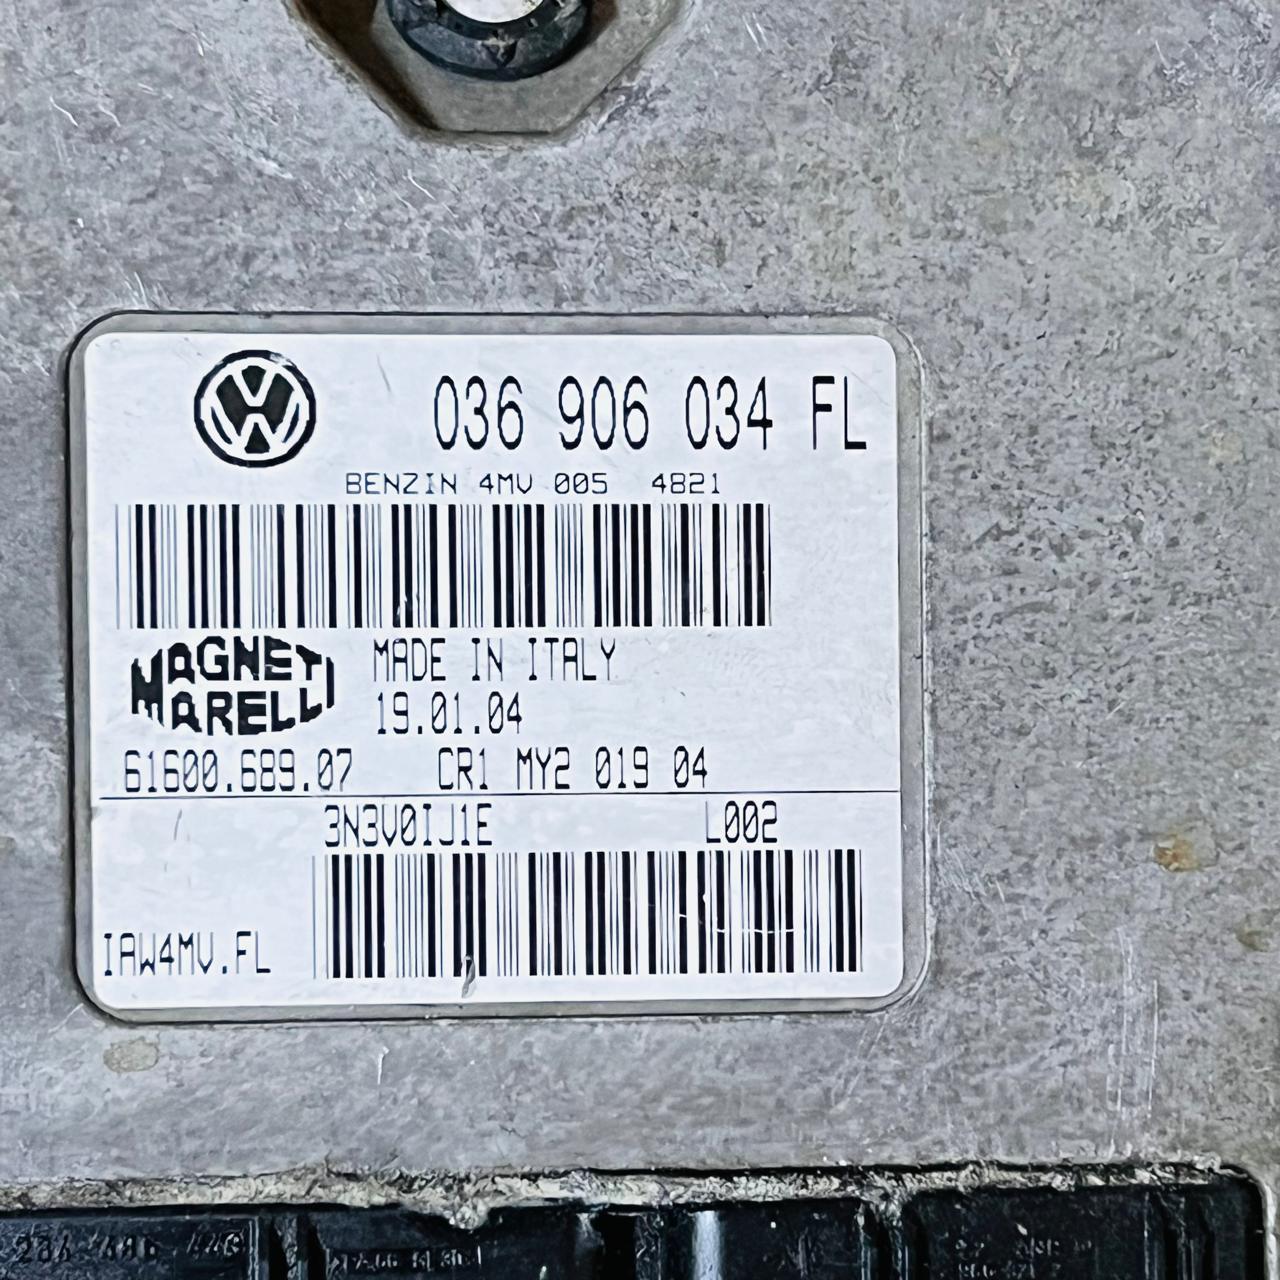 036 906 034 FL
BENZIN 4MV 005 4821
MAGNETI MARELLI
MADE IN ITALY
19.01.04
61600.689.07 CR1 MY2 019 04
3N3V0IJ1E L002
IAW4MV.FL